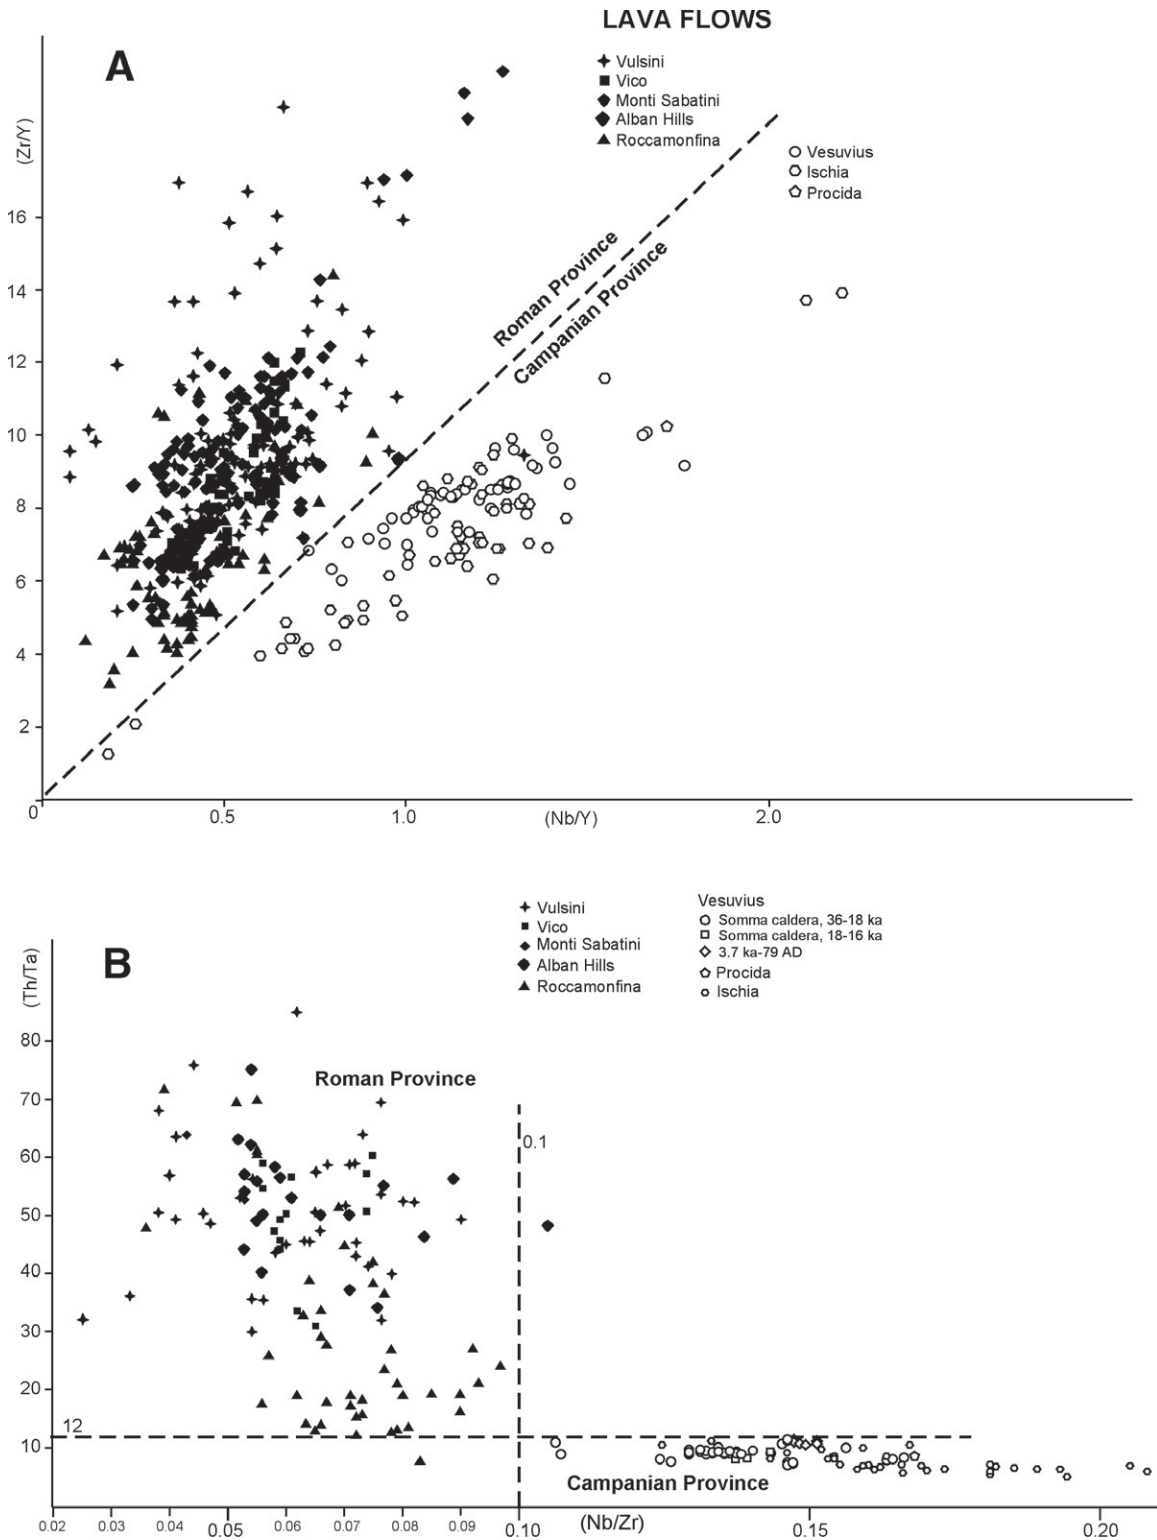 LAVA FLOWS
A
Vulsini
Vico
Monti Sabatini
Alban Hills
Roccamonfina
Vesuvius
Ischia
Procida
(Zr/Y)
16
14
12
10
8
6
4
2
0
0.5
1.0
(Nb/Y)
2.0
Roman Province
Campanian Province
B
Vulsini
Vico
Monti Sabatini
Alban Hills
Roccamonfina
Vesuvius
Somma caldera, 36-18 ka
Somma caldera, 18-16 ka
3.7 ka-79 AD
Procida
Ischia
(Th/Ta)
80
70
60
50
40
30
20
10
Roman Province
0.1
12
Campanian Province
0.02
0.03
0.04
0.05
0.06
0.07
0.08
0.09
0.10
(Nb/Zr)
0.15
0.20